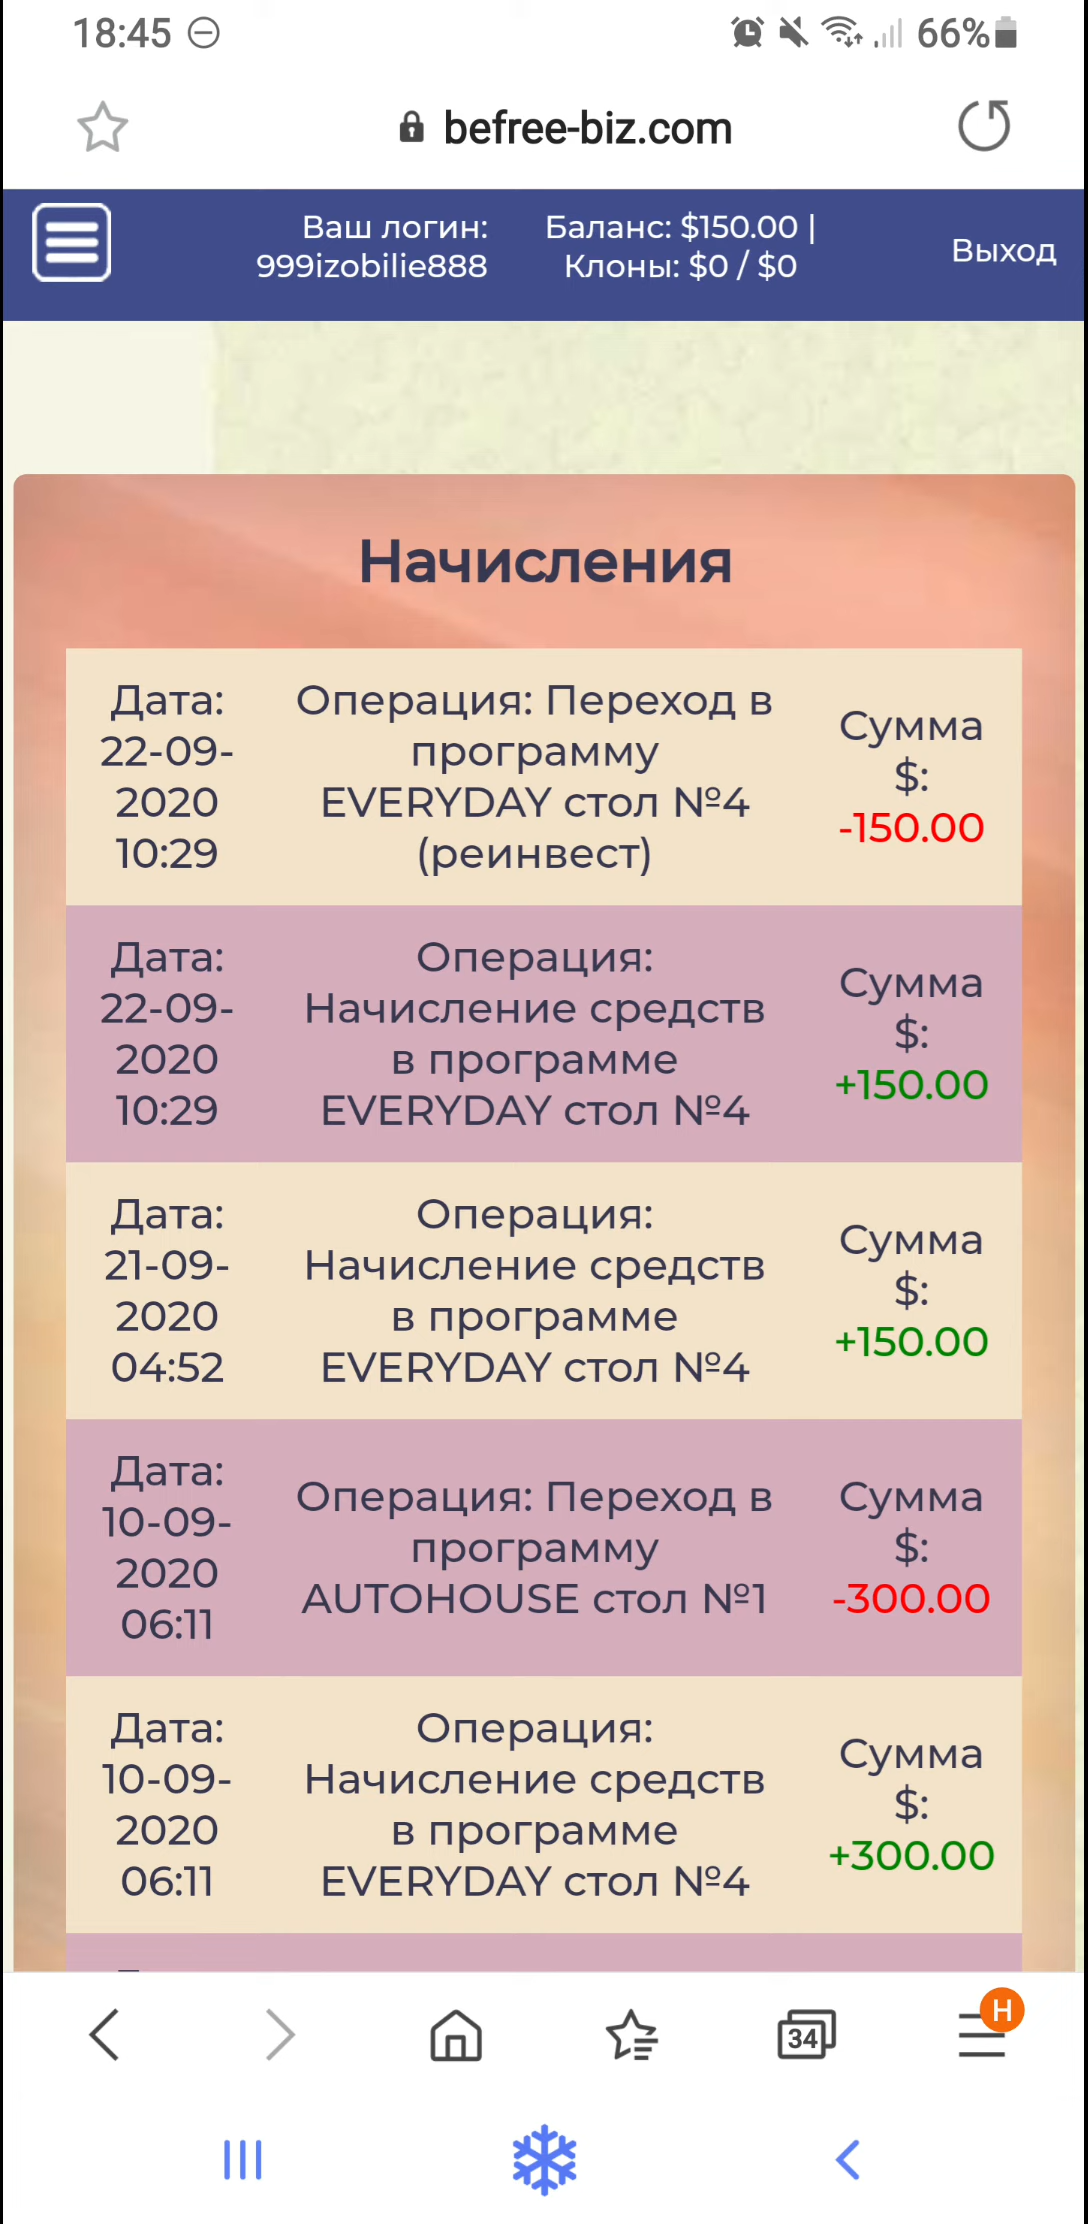 18:45 66%
befree-biz.com
Ваш логин:
999izobilie888
Баланс: $150.00 |
Клоны: $0 / $0
Выход
Начисления
Дата:
22-09-
2020
10:29
Операция: Переход в
программу
EVERYDAY стол №4
(реинвест)
Сумма
$:
-150.00
Дата:
22-09-
2020
10:29
Операция:
Начисление средств
в программе
EVERYDAY стол №4
Сумма
$:
+150.00
Дата:
21-09-
2020
04:52
Операция:
Начисление средств
в программе
EVERYDAY стол №4
Сумма
$:
+150.00
Дата:
10-09-
2020
06:11
Операция: Переход в
программу
AUTOHOUSE стол №1
Сумма
$:
-300.00
Дата:
10-09-
2020
06:11
Операция:
Начисление средств
в программе
EVERYDAY стол №4
Сумма
$:
+300.00
34
Н